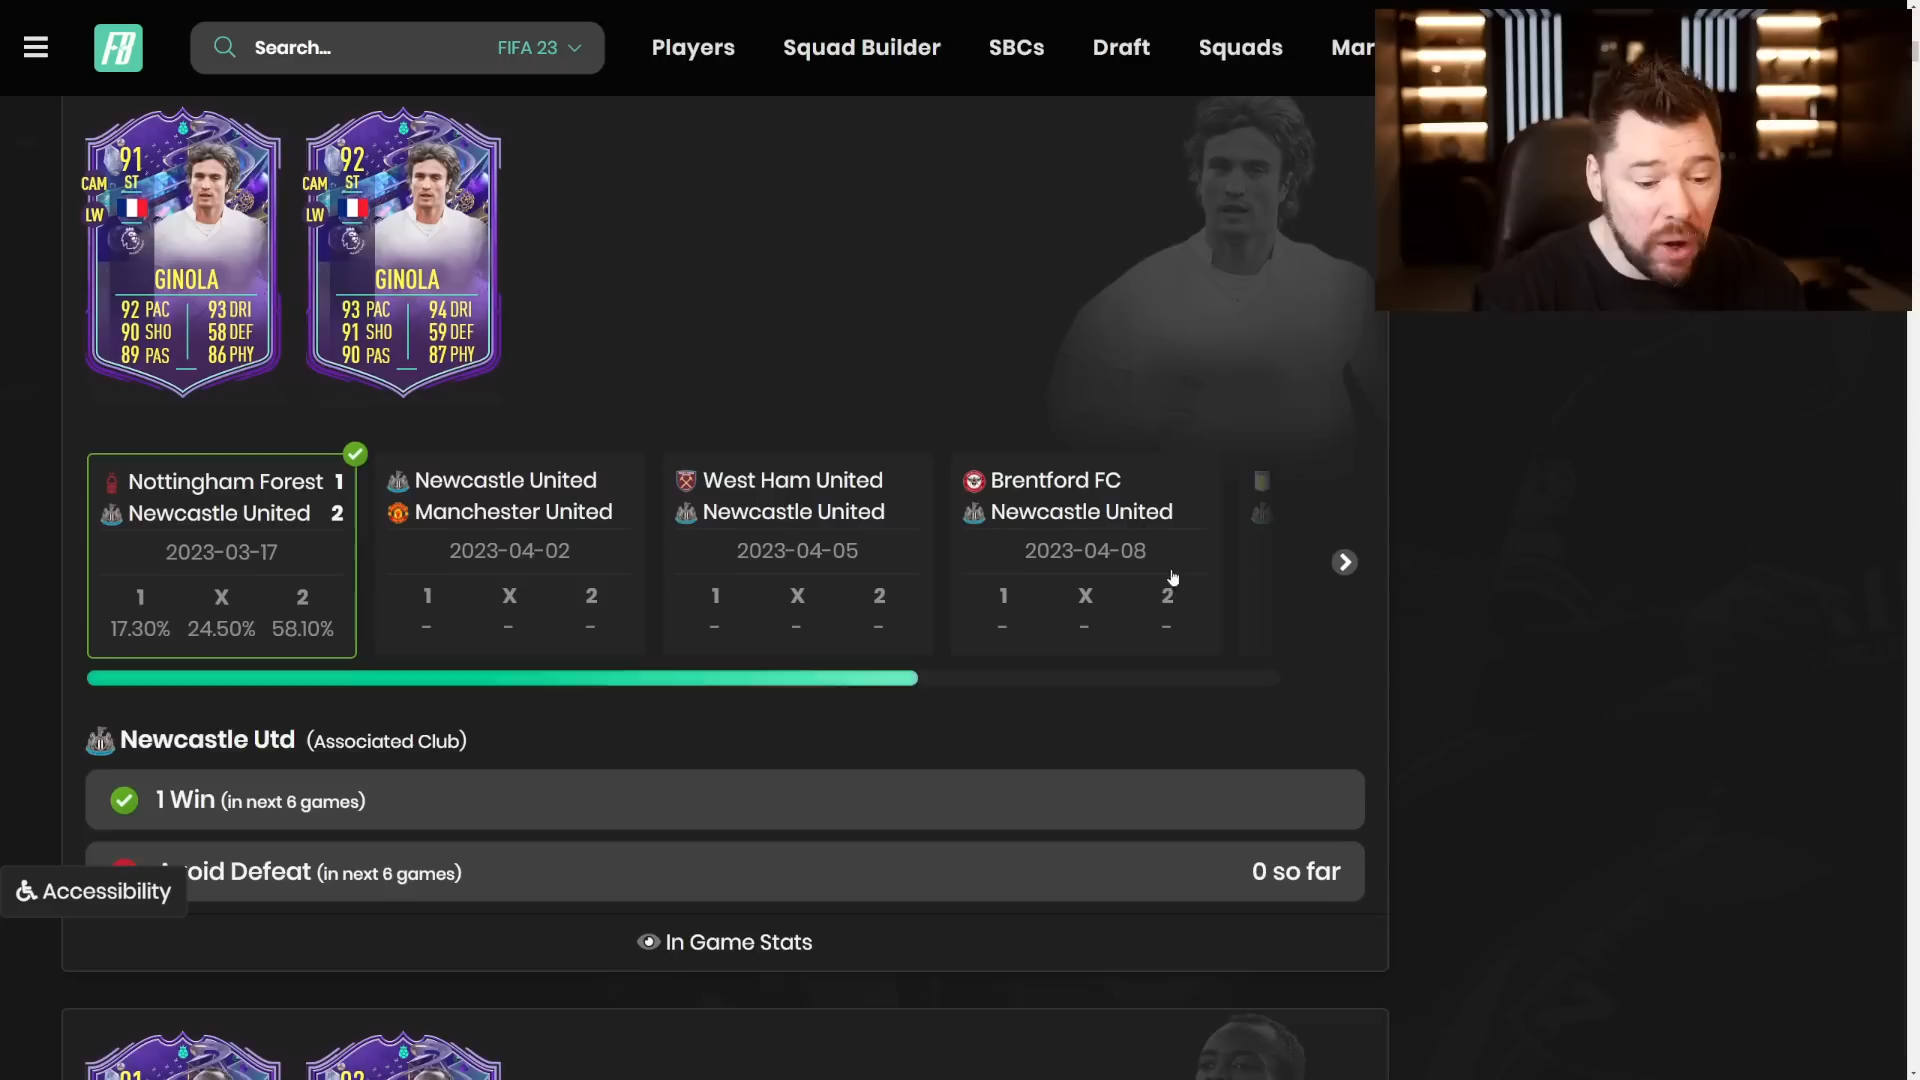 F8 Search... FIFA 23 Players Squad Builder SBCs Draft Squads Mar
91
CAM ST
LW
GINOLA
92 PAC 93 DRI
90 SHO 58 DEF
89 PAS 86 PHY
92
CAM ST
LW
GINOLA
93 PAC 94 DRI
91 SHO 59 DEF
90 PAS 87 PHY
Nottingham Forest 1
Newcastle United 2
2023-03-17
1 X 2
17.30% 24.50% 58.10%
Newcastle United
Manchester United
2023-04-02
1 X 2
- - -
West Ham United
Newcastle United
2023-04-05
1 X 2
- - -
Brentford FC
Newcastle United
2023-04-08
1 X 2
- - -
Newcastle Utd (Associated Club)
1 Win (in next 6 games)
oid Defeat (in next 6 games) 0 so far
Accessibility
In Game Stats